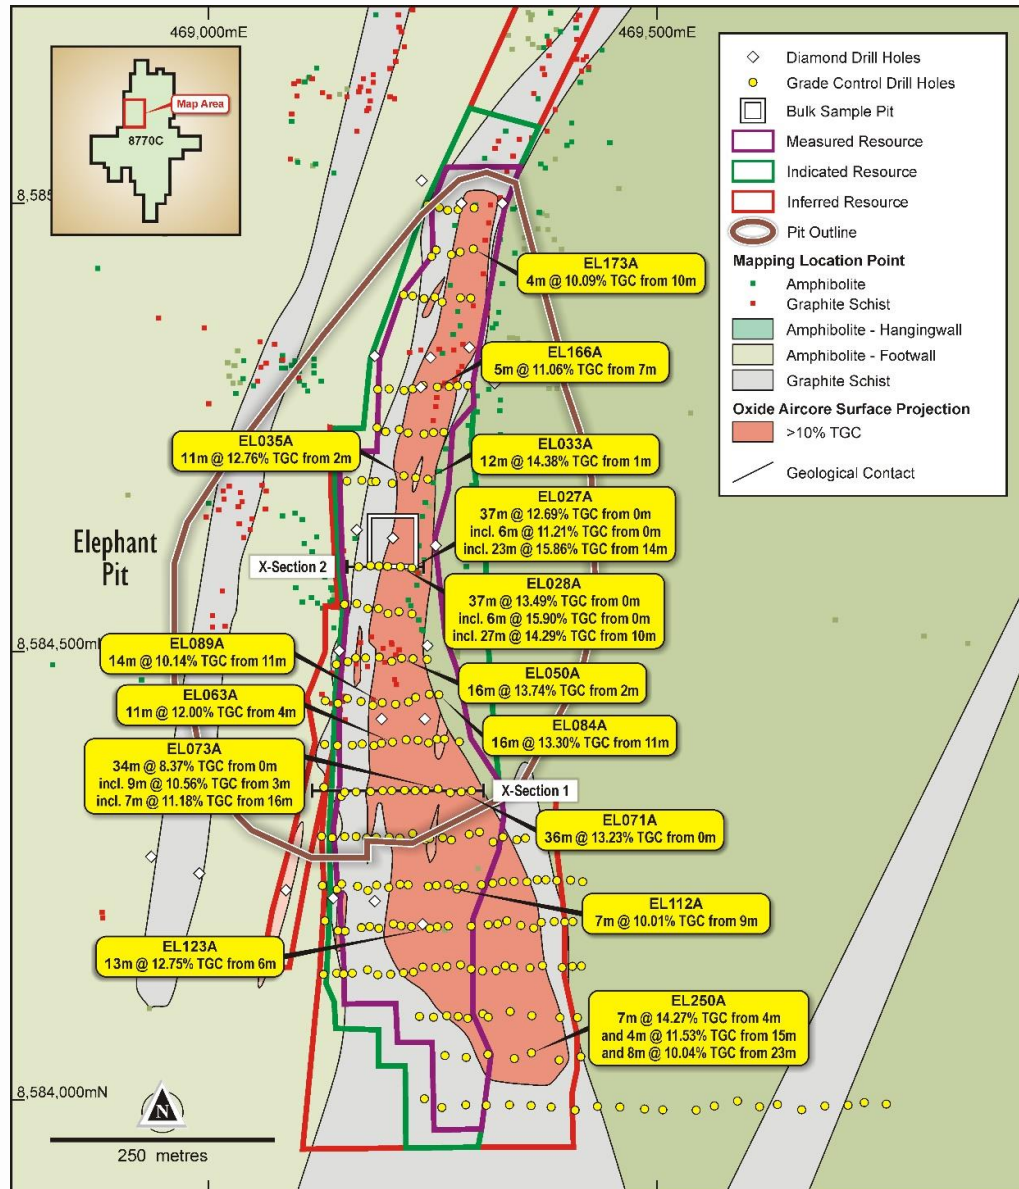 469,000mE
469,500mE
Map Area
8770C
8,585
Diamond Drill Holes
Grade Control Drill Holes
Bulk Sample Pit
Measured Resource
Indicated Resource
Inferred Resource
Pit Outline
Mapping Location Point
Amphibolite
Graphite Schist
Amphibolite - Hangingwall
Amphibolite - Footwall
Graphite Schist
Oxide Aircore Surface Projection
>10% TGC
Geological Contact
EL173A
4m @ 10.09% TGC from 10m
EL166A
5m @ 11.06% TGC from 7m
EL035A
11m @ 12.76% TGC from 2m
EL033A
12m @ 14.38% TGC from 1m
EL027A
37m @ 12.69% TGC from 0m
incl. 6m @ 11.21% TGC from 0m
incl. 23m @ 15.86% TGC from 14m
Elephant
Pit
X-Section 2
EL028A
37m @ 13.49% TGC from 0m
incl. 6m @ 15.90% TGC from 0m
incl. 27m @ 14.29% TGC from 10m
8,584,500m
EL089A
14m @ 10.14% TGC from 11m
EL050A
16m @ 13.74% TGC from 2m
EL063A
11m @ 12.00% TGC from 4m
EL084A
16m @ 13.30% TGC from 11m
EL073A
34m @ 8.37% TGC from 0m
incl. 9m @ 10.56% TGC from 3m
incl. 7m @ 11.18% TGC from 16m
X-Section 1
EL071A
36m @ 13.23% TGC from 0m
EL112A
7m @ 10.01% TGC from 9m
EL123A
13m @ 12.75% TGC from 6m
EL250A
7m @ 14.27% TGC from 4m
and 4m @ 11.53% TGC from 15m
and 8m @ 10.04% TGC from 23m
8,584,000mN
N
250 metres